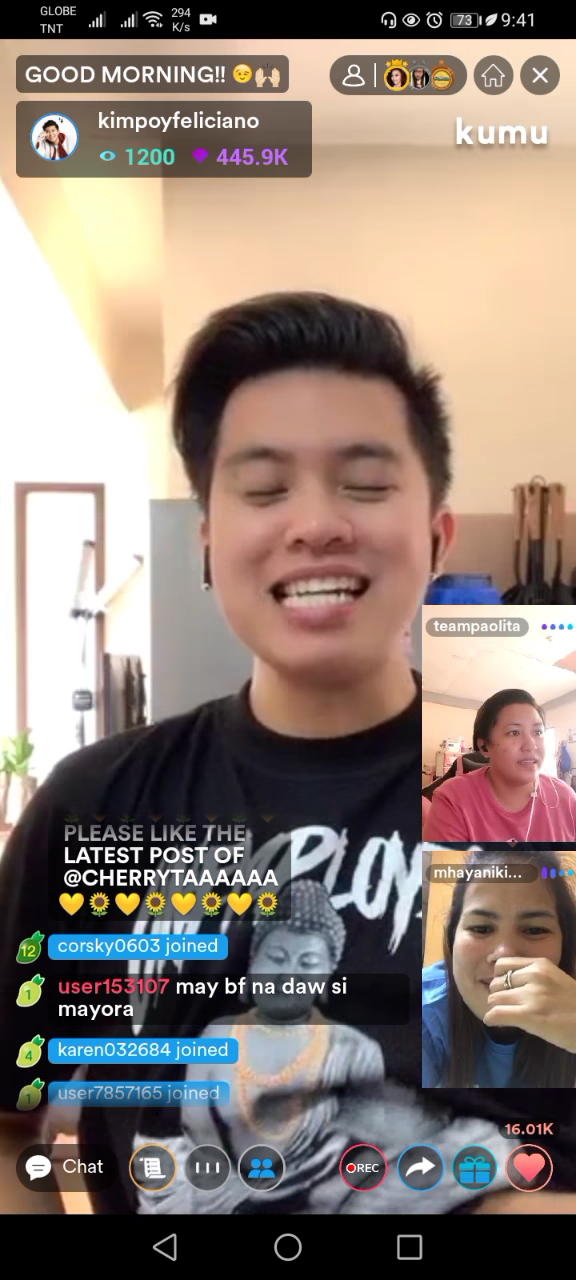 GLOBE
TNT
294
K/s
73
9:41
GOOD MORNING!! 😉🙌🏻
kimpoyfeliciano
1200 445.9K
kumu
teampaolita
PLEASE LIKE THE
LATEST POST OF
@CHERRYTAAAAAA
💛🌻💛🌻💛🌻💛🌻
mhayaniki...
12 corsky0603 joined
1 user153107 may bf na daw si
mayora
4 karen032684 joined
1 user7857165 joined
16.01K
Chat
REC